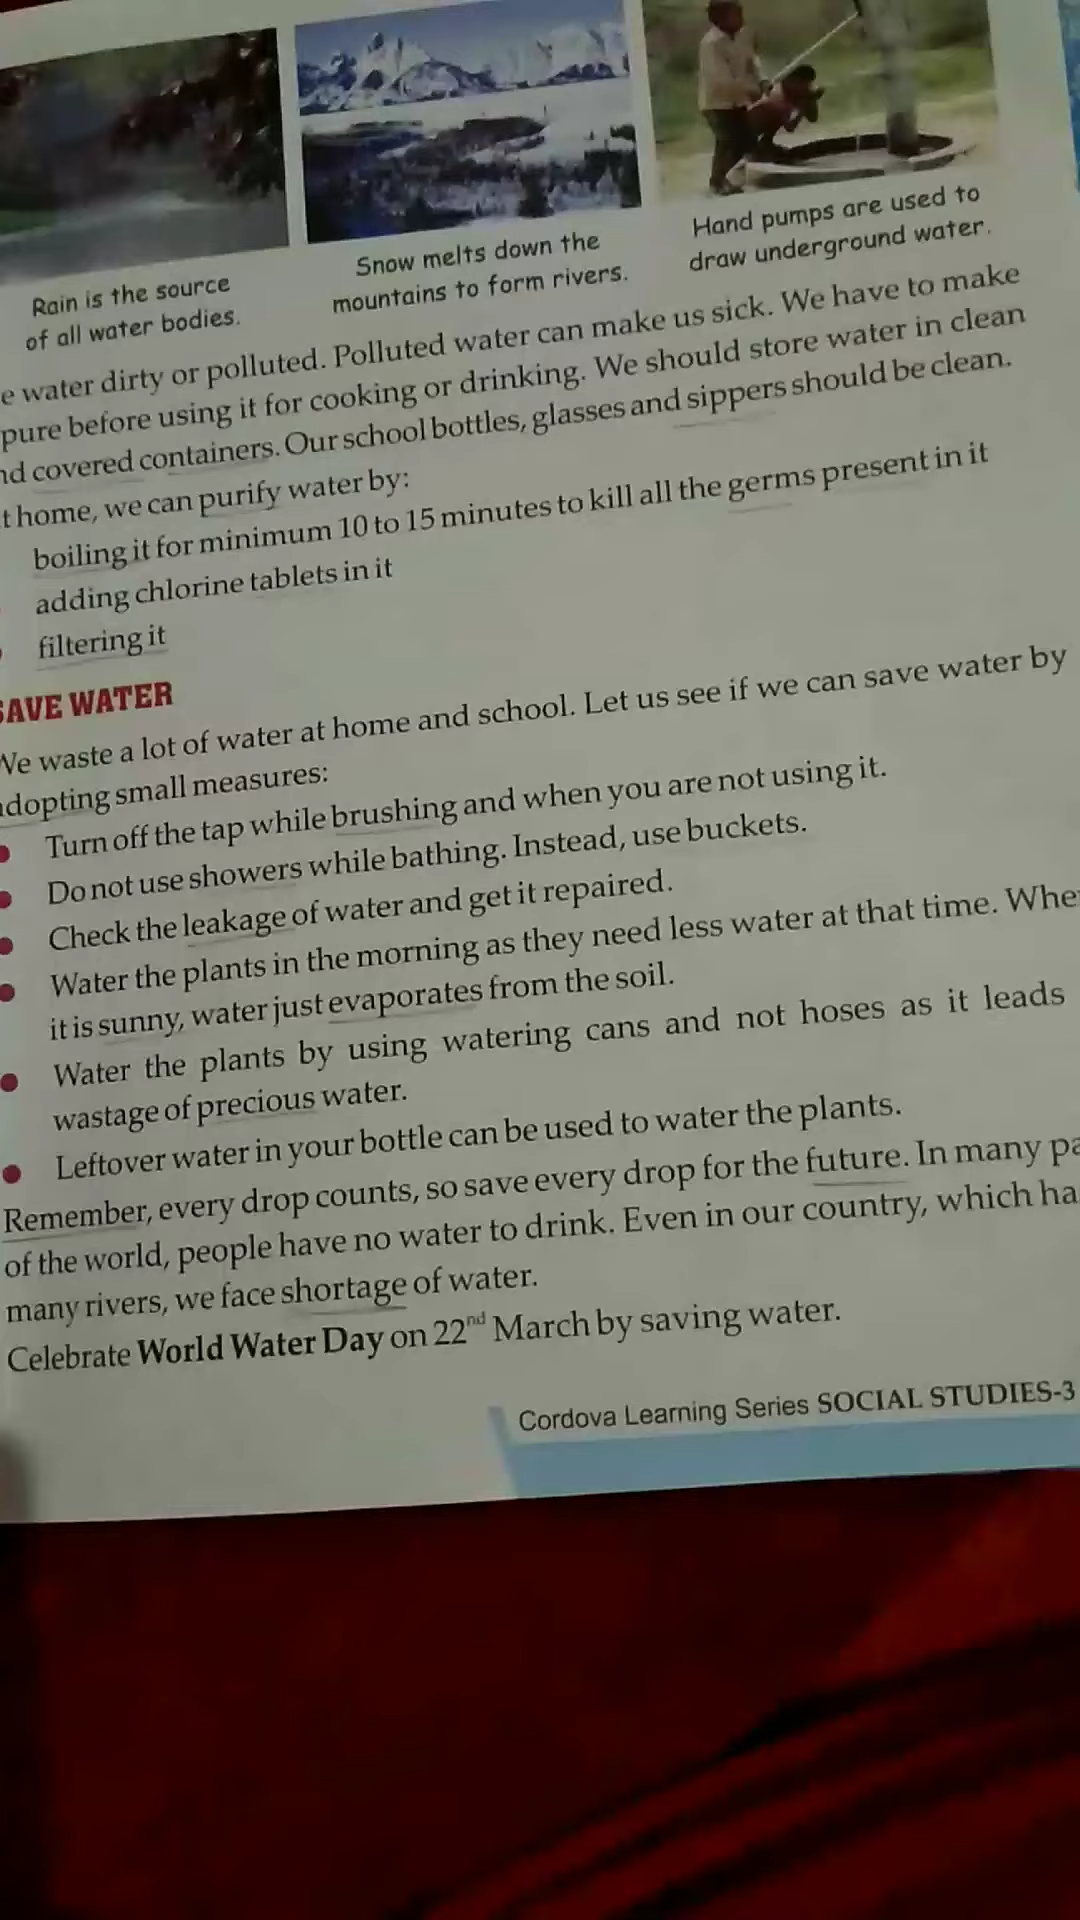 Rain is the source
of all water bodies.
Snow melts down the
mountains to form rivers.
Hand pumps are used to
draw underground water.
water dirty or polluted. Polluted water can make us sick. We have to make
pure before using it for cooking or drinking. We should store water in clean
covered containers. Our school bottles, glasses and sippers should be clean.
home, we can purify water by:
boiling it for minimum 10 to 15 minutes to kill all the germs present in it
adding chlorine tablets in it
filtering it
SAVE WATER
We waste a lot of water at home and school. Let us see if we can save water by
adopting small measures:
Turn off the tap while brushing and when you are not using it.
Do not use showers while bathing. Instead, use buckets.
Check the leakage of water and get it repaired.
Water the plants in the morning as they need less water at that time. Whe
it is sunny, water just evaporates from the soil.
Water the plants by using watering cans and not hoses as it leads
wastage of precious water.
Leftover water in your bottle can be used to water the plants.
Remember, every drop counts, so save every drop for the future. In many pa
of the world, people have no water to drink. Even in our country, which ha
many rivers, we face shortage of water.
Celebrate World Water Day on 22nd March by saving water.
Cordova Learning Series SOCIAL STUDIES-3